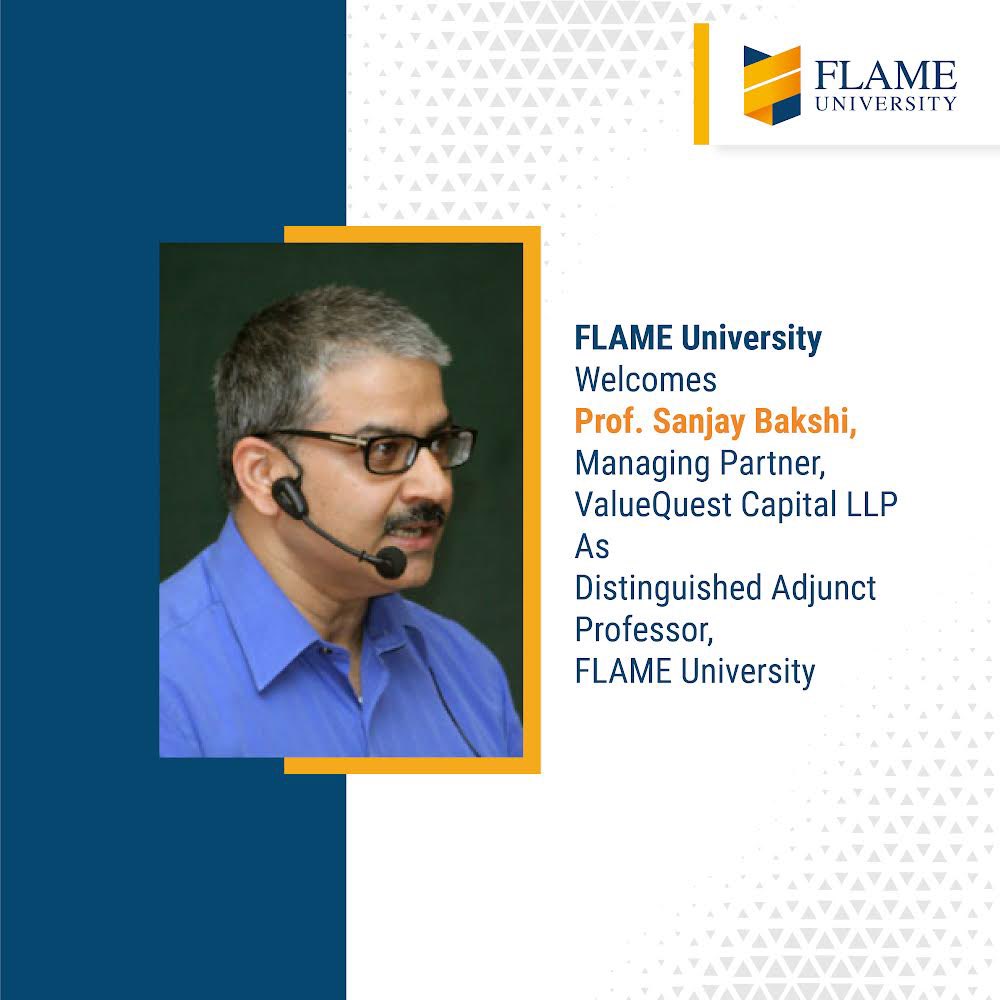 FLAME
UNIVERSITY
FLAME University
Welcomes
Prof. Sanjay Bakshi,
Managing Partner,
ValueQuest Capital LLP
As
Distinguished Adjunct
Professor,
FLAME University